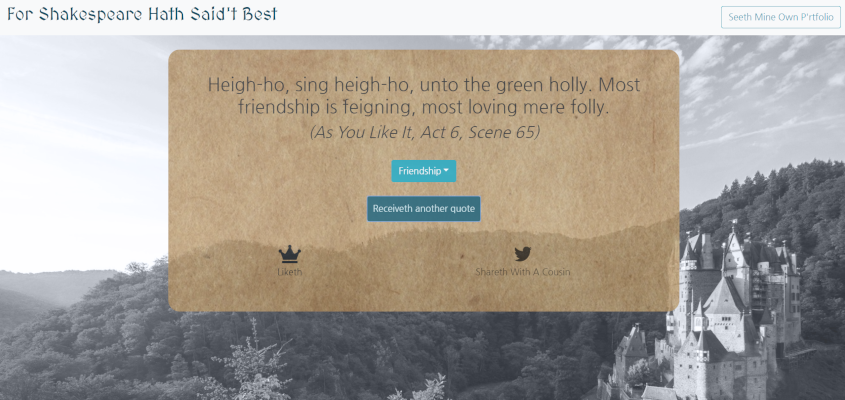 For Shakespeare Hath Said't Best
Seeth Mine Own P'rtfolio
Heigh-ho, sing heigh-ho, unto the green holly. Most
friendship is feigning, most loving mere folly.
(As You Like It, Act 6, Scene 65)
Friendship
Receiveth another quote
Liketh
Shareth With A Cousin